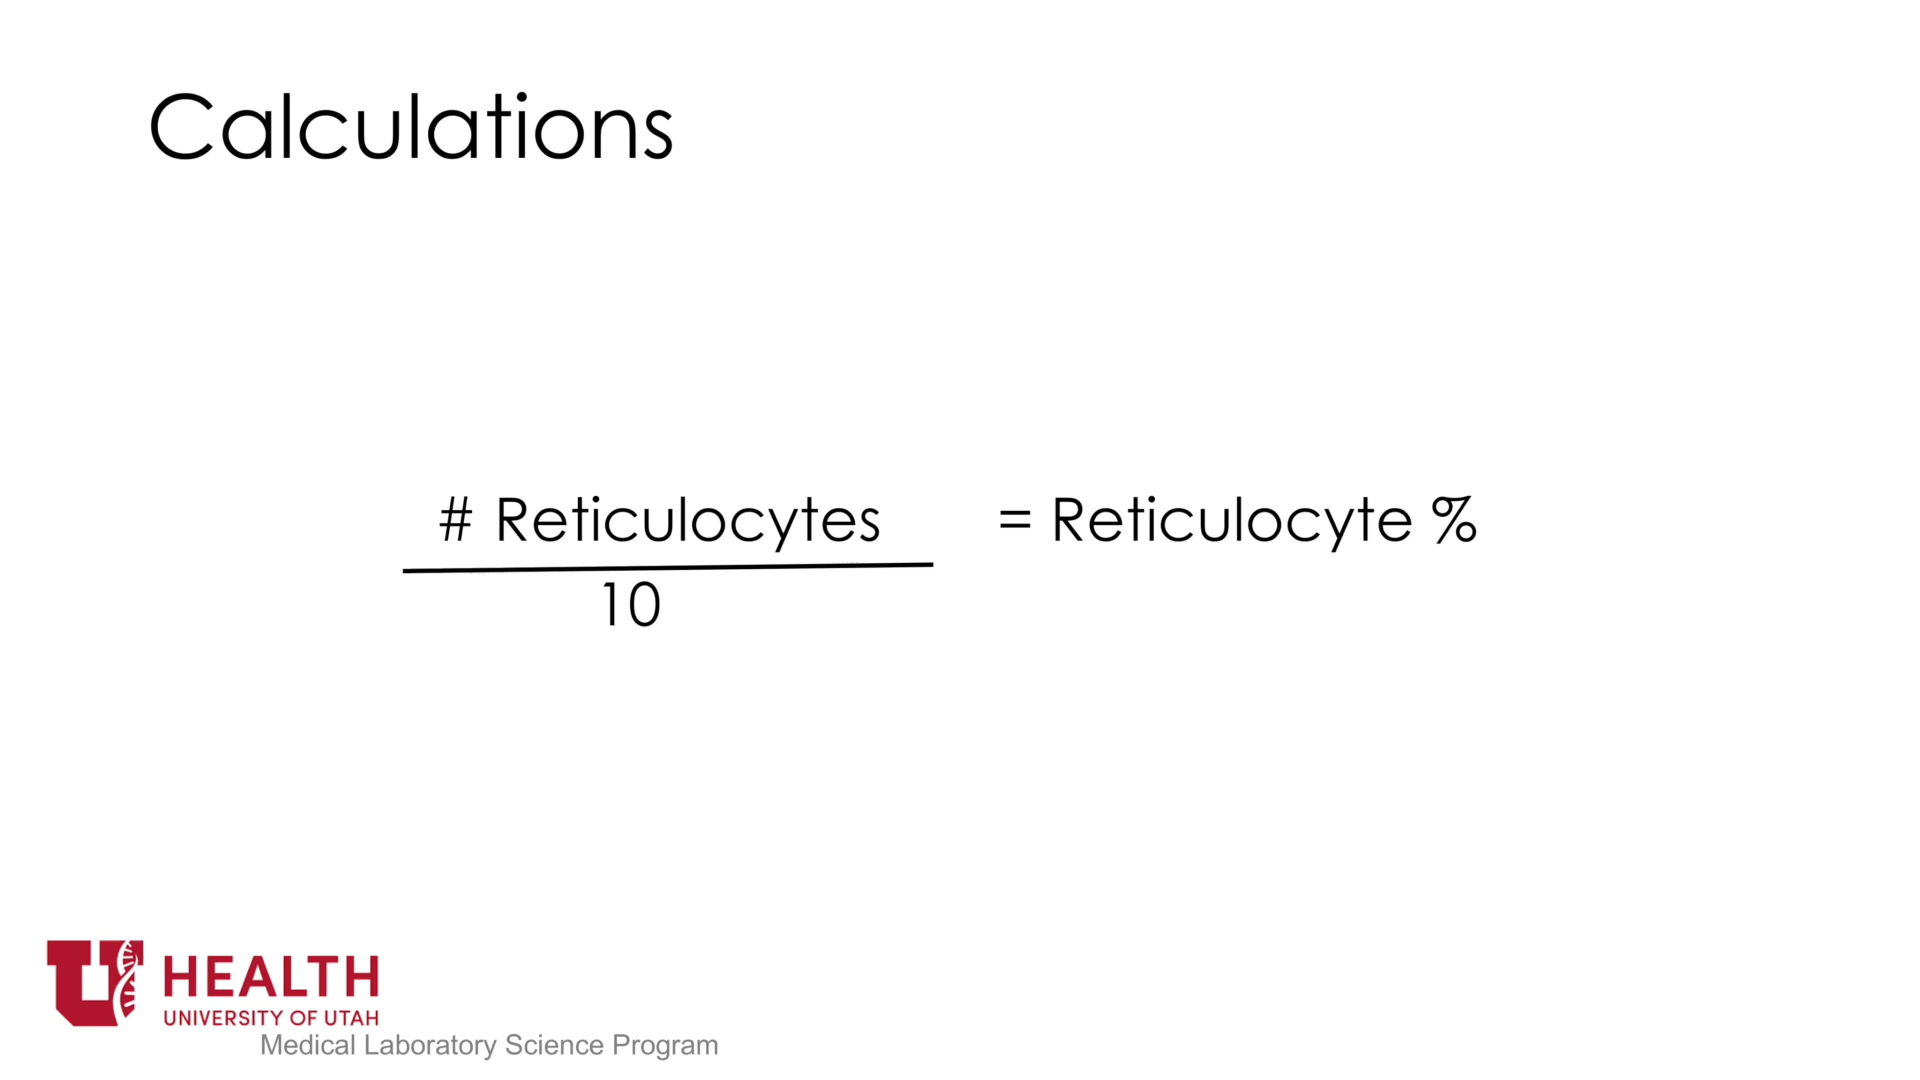 Calculations
# Reticulocytes = Reticulocyte %
10
HEALTH
UNIVERSITY OF UTAH
Medical Laboratory Science Program